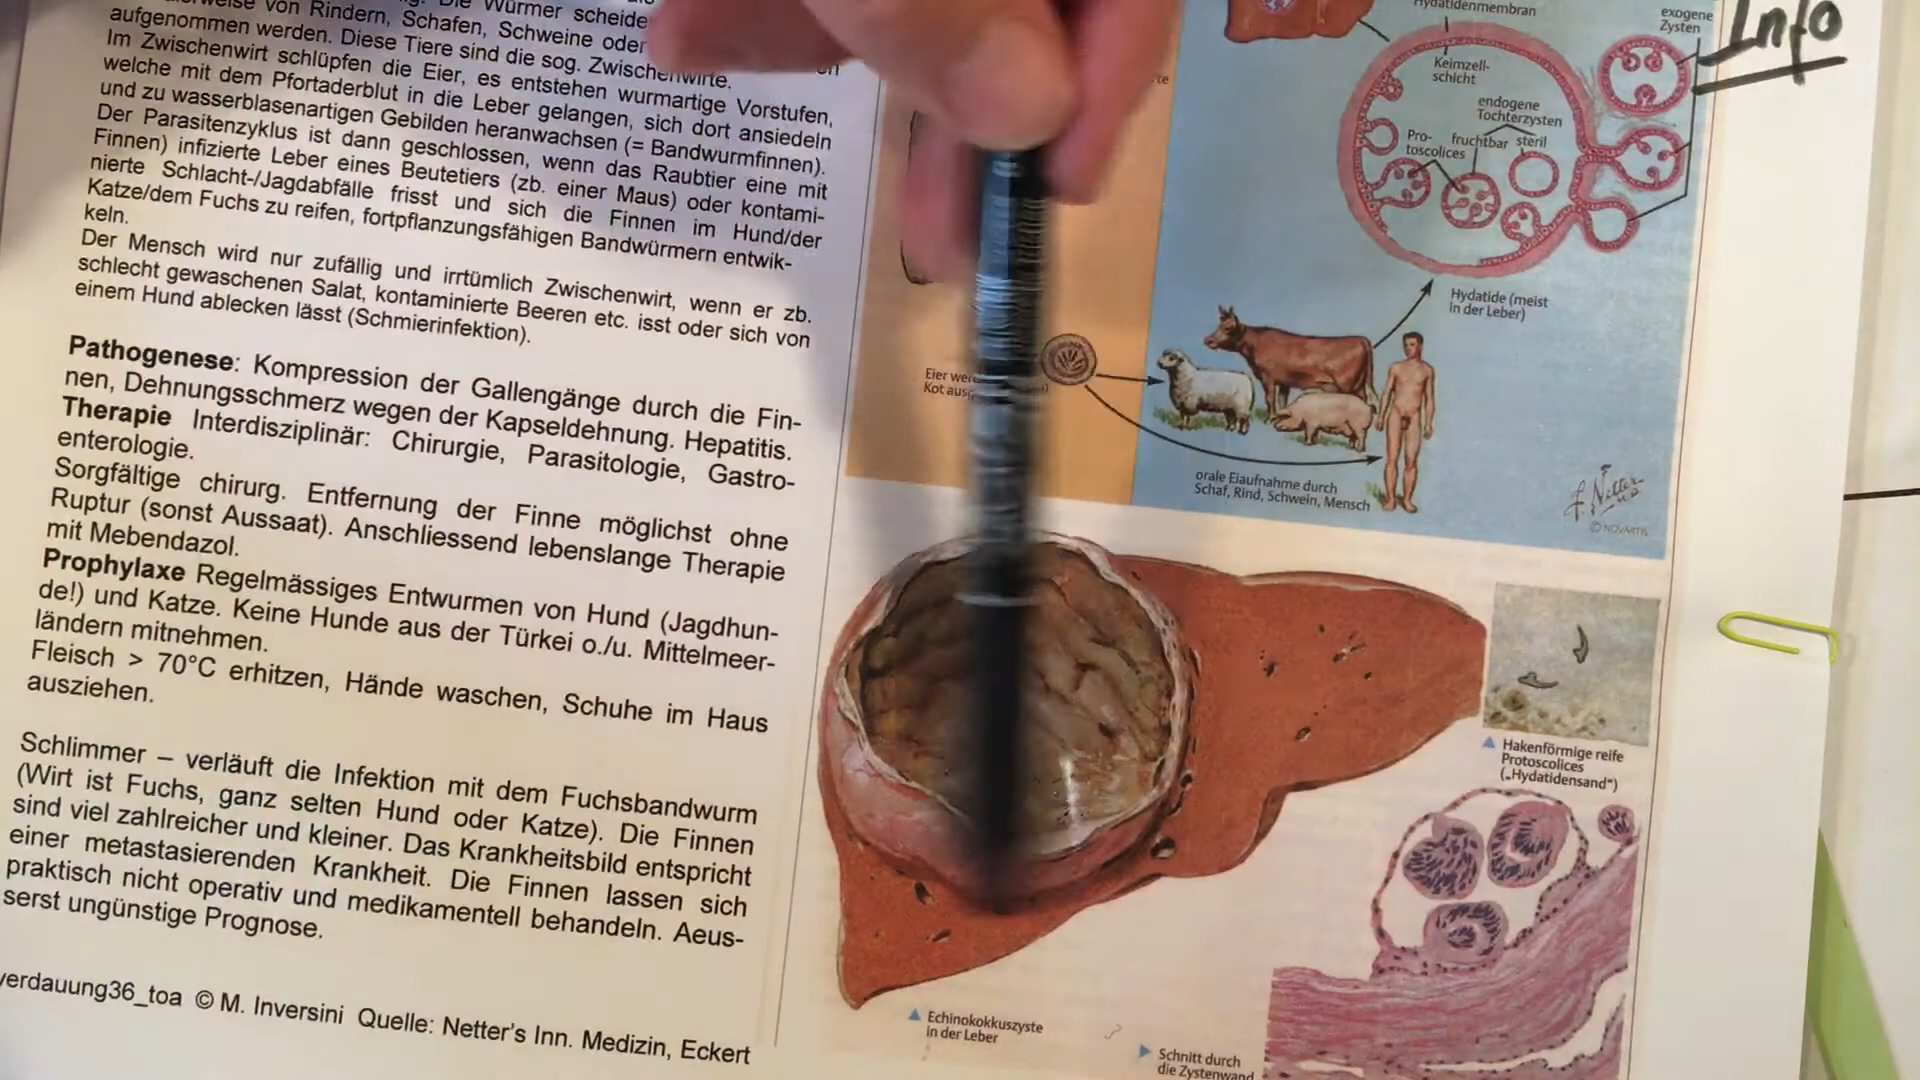 von Rindern, Schafen, Schweine oder
aufgenommen werden. Diese Tiere sind die sog. Zwischenwirte.
Im Zwischenwirt schlüpfen die Eier, es entstehen wurmartige Vorstufen,
welche mit dem Pfortaderblut in die Leber gelangen, sich dort ansiedeln
und zu wasserblasenartigen Gebilden heranwachsen (= Bandwurmfinnen).
Der Parasitenzyklus ist dann geschlossen, wenn das Raubtier eine mit
Finnen) infizierte Leber eines Beutetiers (zb. einer Maus) oder kontami-
nierte Schlacht-/Jagdabfälle frisst und sich die Finnen im Hund/der
Katze/dem Fuchs zu reifen, fortpflanzungsfähigen Bandwürmern entwik-
keln.
Der Mensch wird nur zufällig und irrtümlich Zwischenwirt, wenn er zb.
schlecht gewaschenen Salat, kontaminierte Beeren etc. isst oder sich von
einem Hund ablecken lässt (Schmierinfektion).
Pathogenese: Kompression der Gallengänge durch die Fin-
nen, Dehnungsschmerz wegen der Kapseldehnung. Hepatitis.
Therapie Interdisziplinär: Chirurgie, Parasitologie, Gastro-
enterologie.
Sorgfältige chirurg. Entfernung der Finne möglichst ohne
Ruptur (sonst Aussaat). Anschliessend lebenslange Therapie
mit Mebendazol.
Prophylaxe Regelmässiges Entwurmen von Hund (Jagdhun-
de!) und Katze. Keine Hunde aus der Türkei o./u. Mittelmeer-
ländern mitnehmen.
Fleisch > 70°C erhitzen, Hände waschen, Schuhe im Haus
ausziehen.
Schlimmer – verläuft die Infektion mit dem Fuchsbandwurm
(Wirt ist Fuchs, ganz selten Hund oder Katze). Die Finnen
sind viel zahlreicher und kleiner. Das Krankheitsbild entspricht
einer metastasierenden Krankheit. Die Finnen lassen sich
praktisch nicht operativ und medikamentell behandeln. Aeus-
serst ungünstige Prognose.
verdauung36_toa © M. Inversini Quelle: Netter's Inn. Medizin, Eckert
Info
Hydatidenmembran
exogene
Zysten
Keimzell-
schicht
endogene
Tochterzysten
Pro-
toscolices
fruchtbar
steril
Hydatide (meist
in der Leber)
Eier
Kot
orale Eiaufnahme durch
Schaf, Rind, Schwein, Mensch
F. Netter
© NOVARTIS
Hakenförmige reife
Protoscolices
(„Hydatidensand“)
Echinokokkuszyste
in der Leber
Schnitt durch
die Zystenwand